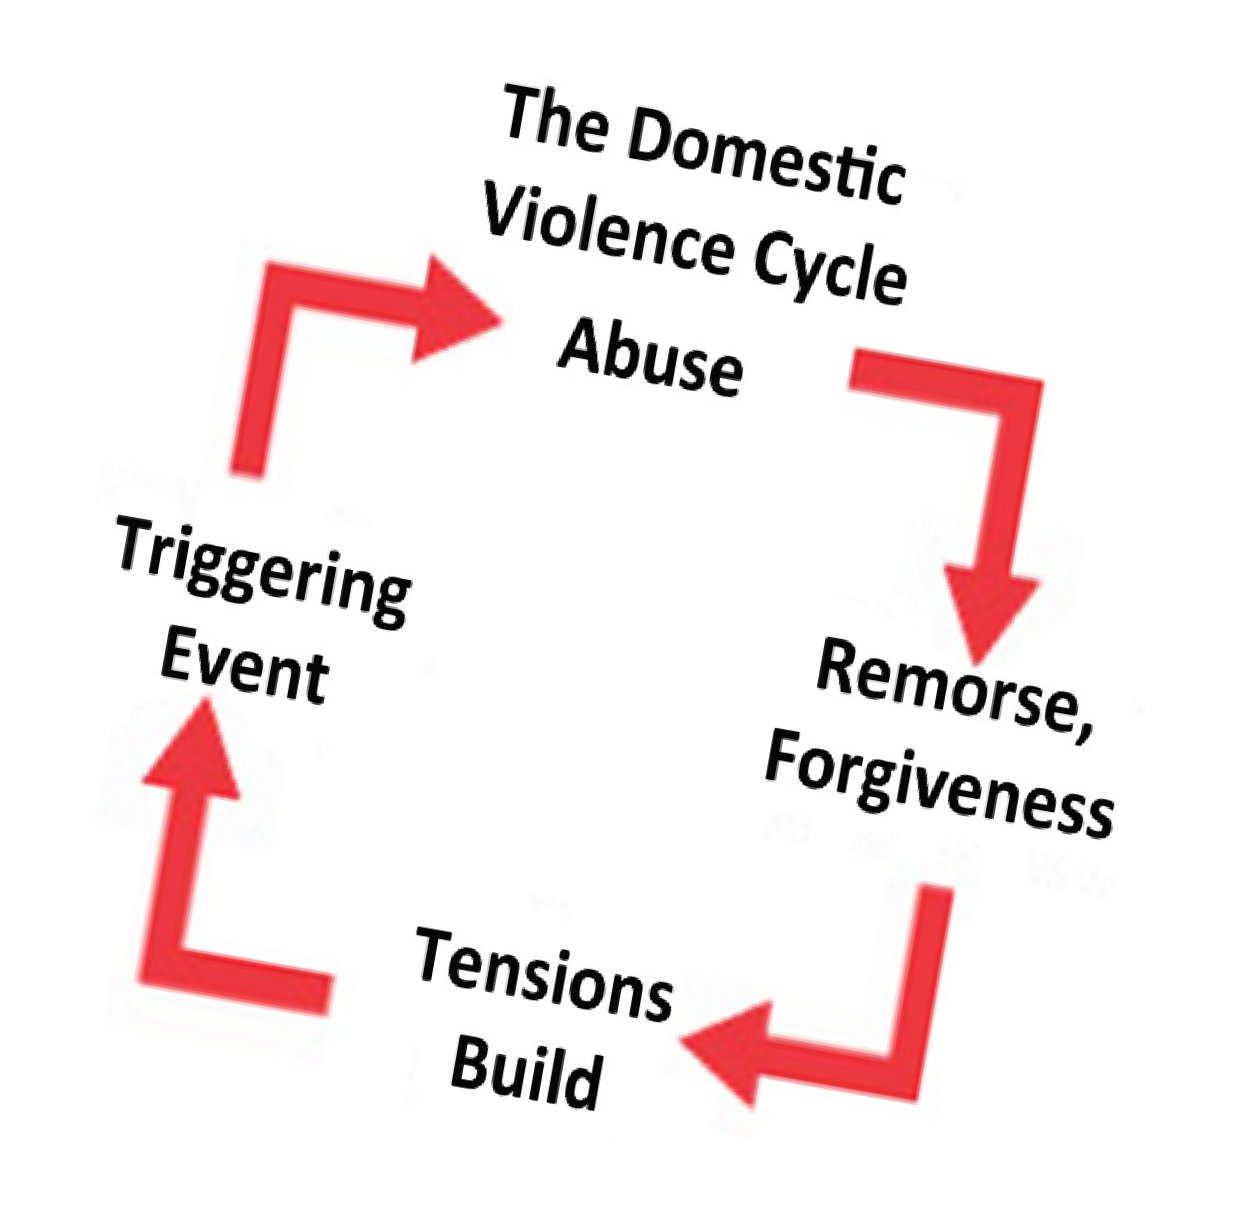 The Domestic
Violence Cycle
Abuse
Triggering
Event
Remorse,
Forgiveness
Tensions
Build